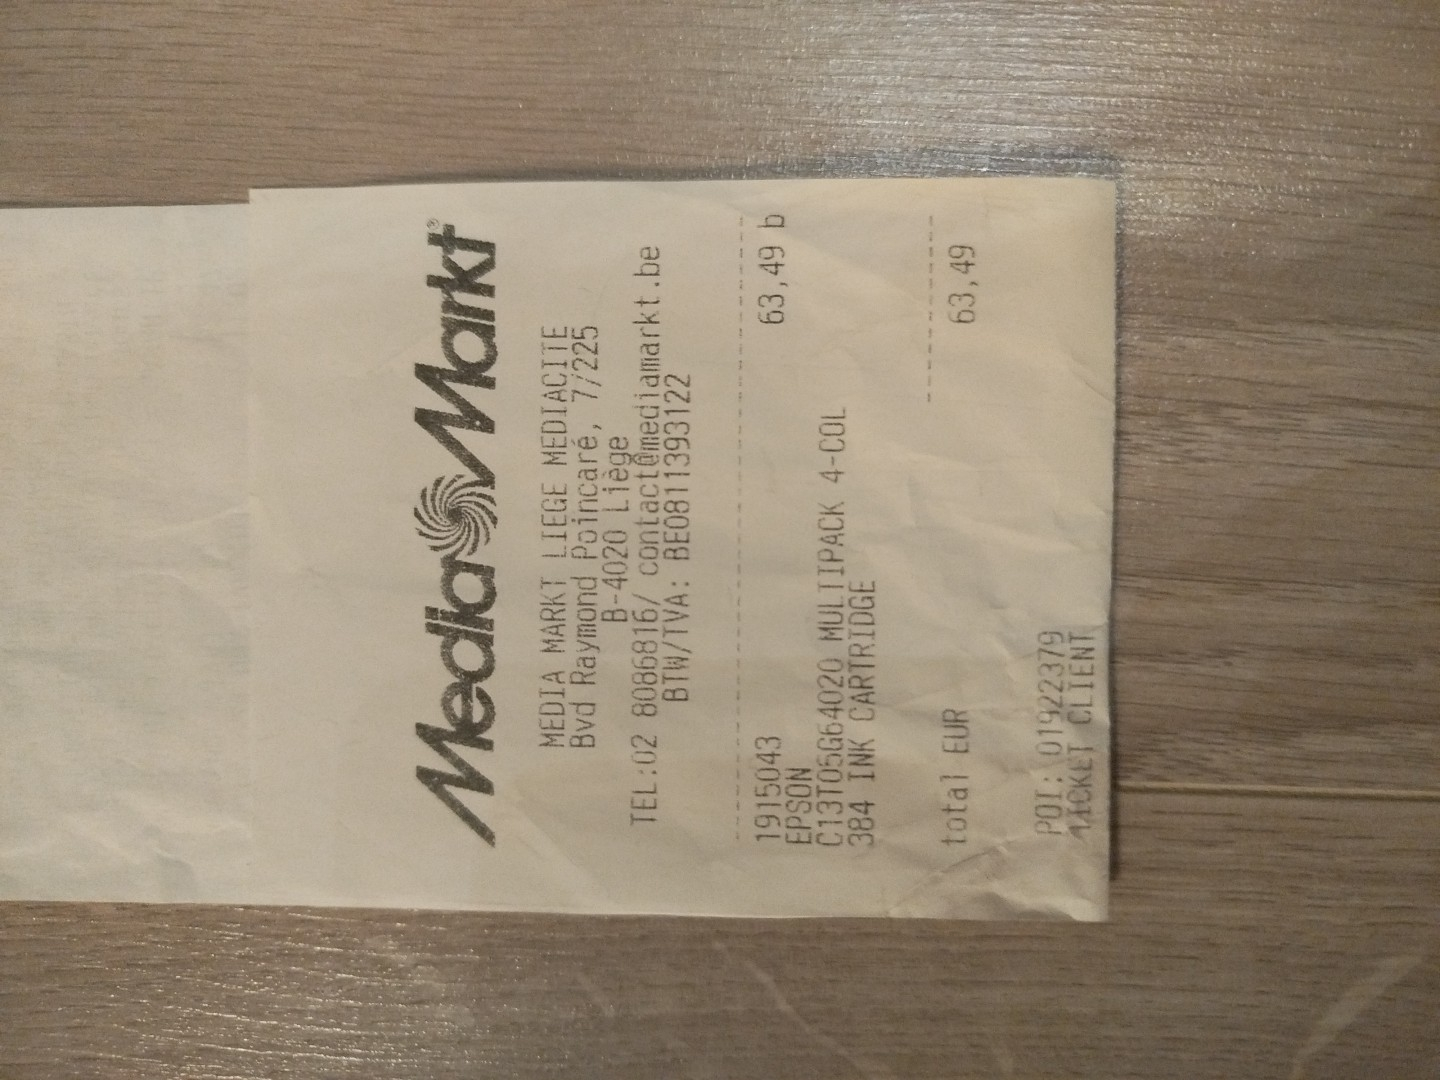 Media Markt®
MEDIA MARKT LIEGE MEDIACITE
Bvd Raymond Poincaré, 7/225
B-4020 Liège
TEL:02 8086816/ contact@mediamarkt.be
BTW/TVA: BE0811393122
1915043 63,49 b
EPSON
C13T05G64020 MULTIPACK 4-COL
384 INK CARTRIDGE
total EUR 63,49
POI: 01922379
TICKET CLIENT